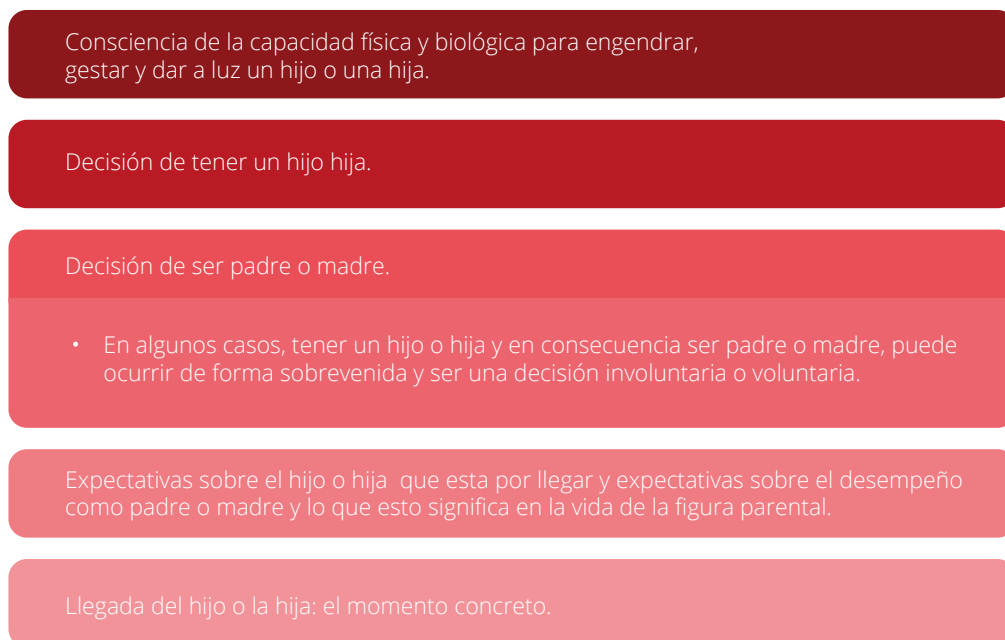 Consciencia de la capacidad física y biológica para engendrar,
gestar y dar a luz un hijo o una hija.
Decisión de tener un hijo hija.
Decisión de ser padre o madre.
• En algunos casos, tener un hijo o hija y en consecuencia ser padre o madre, puede
ocurrir de forma sobrevenida y ser una decisión involuntaria o voluntaria.
Expectativas sobre el hijo o hija  que esta por llegar y expectativas sobre el desempeño
como padre o madre y lo que esto significa en la vida de la figura parental.
Llegada del hijo o la hija: el momento concreto.